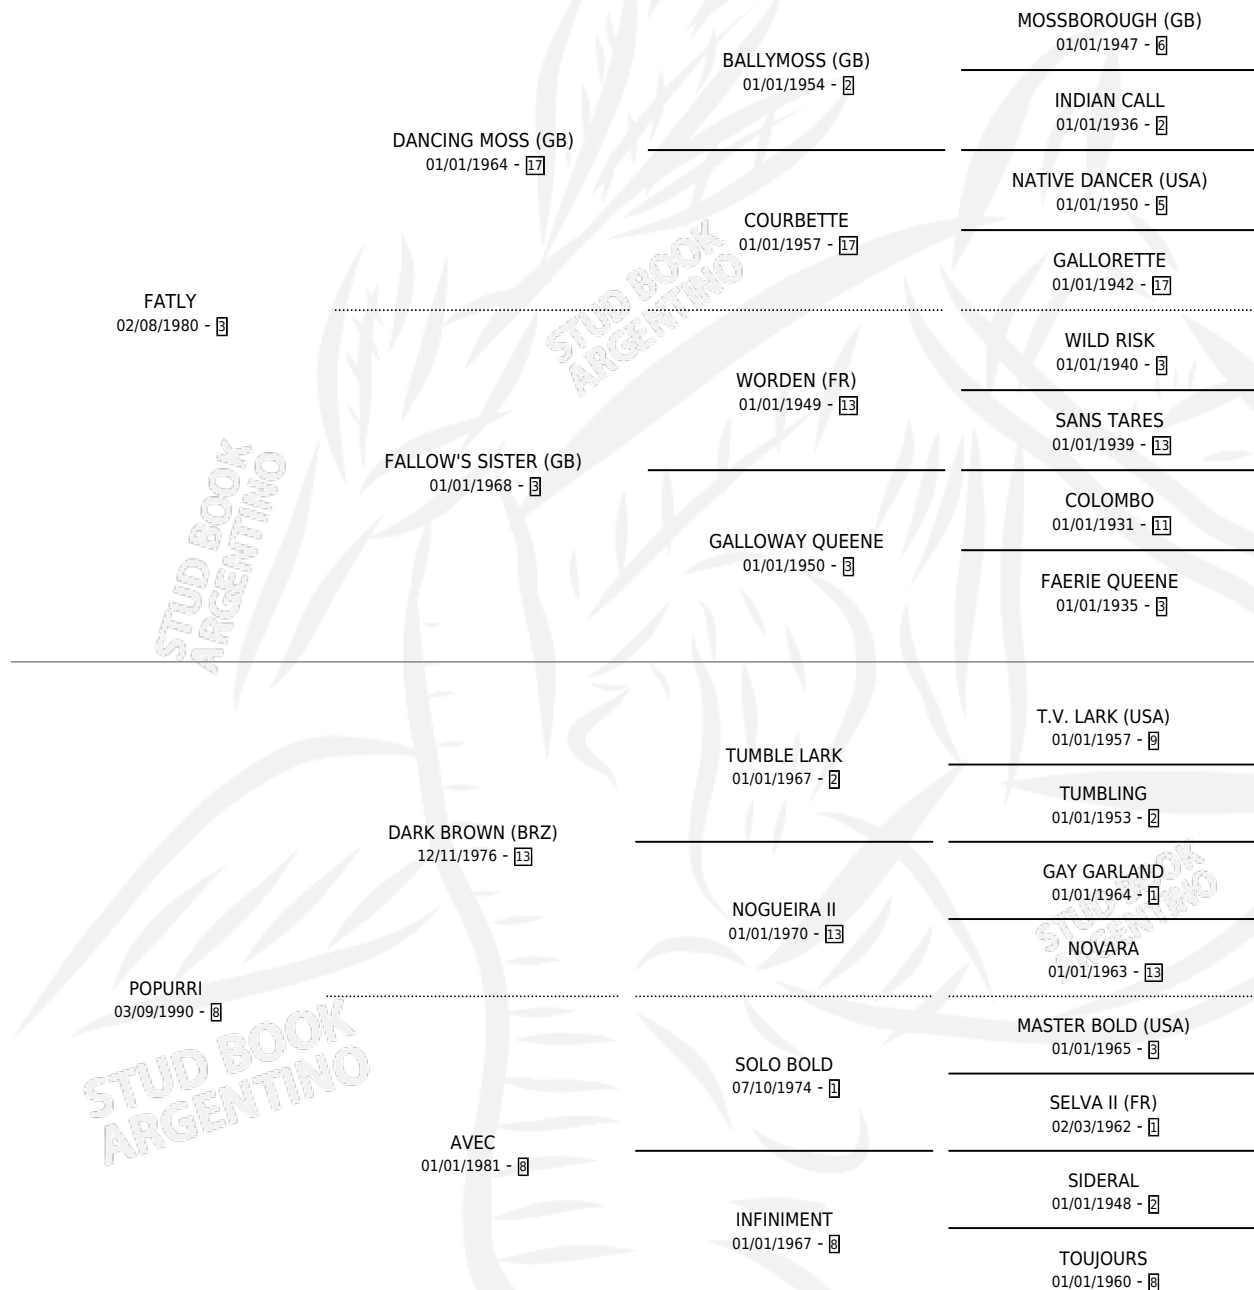 MOSSBOROUGH (GB)
01/01/1947 - 6
BALLYMOSS (GB)
01/01/1954 - 2
INDIAN CALL
01/01/1936 - 2
DANCING MOSS (GB)
01/01/1964 - 17
NATIVE DANCER (USA)
01/01/1950 - 5
COURBETTE
01/01/1957 - 17
GALLORETTE
01/01/1942 - 17
FATLY
02/08/1980 - 3
WILD RISK
01/01/1940 - 3
WORDEN (FR)
01/01/1949 - 13
SANS TARES
01/01/1939 - 13
FALLOW'S SISTER (GB)
01/01/1968 - 3
COLOMBO
01/01/1931 - 11
GALLOWAY QUEENE
01/01/1950 - 3
FAERIE QUEENE
01/01/1935 - 3
T.V. LARK (USA)
01/01/1957 - 9
TUMBLE LARK
01/01/1967 - 2
TUMBLING
01/01/1953 - 2
DARK BROWN (BRZ)
12/11/1976 - 13
GAY GARLAND
01/01/1964 - 1
NOGUEIRA II
01/01/1970 - 13
NOVARA
01/01/1963 - 13
POPURRI
03/09/1990 - 8
MASTER BOLD (USA)
01/01/1965 - 3
SOLO BOLD
07/10/1974 - 1
SELVA II (FR)
02/03/1962 - 1
AVEC
01/01/1981 - 8
SIDERAL
01/01/1948 - 2
INFINIMENT
01/01/1967 - 8
TOUJOURS
01/01/1960 - 8
STUD BOOK
ARGENTINO
STUD BOOK
ARGENTINO
STUD BOOK
ARGENTINO
STUD BOOK
ARGENTINO